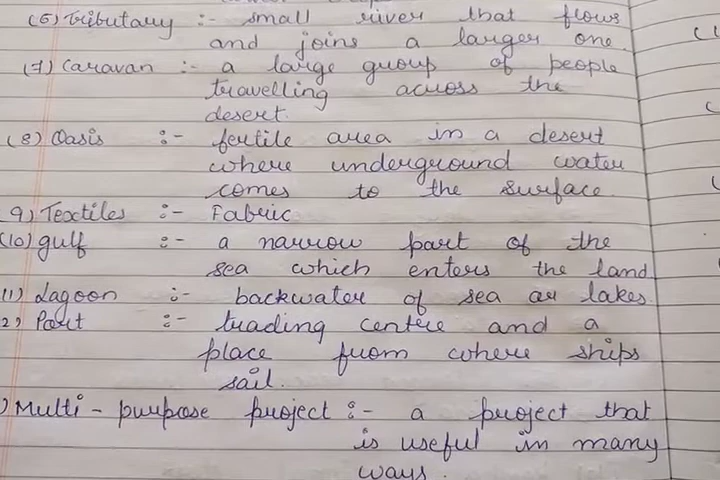 (6) Tributary :- small river that flows
and joins a larger one.
(7) Caravan :- a large group of people
travelling across the
desert.
(8) Oasis :- fertile area in a desert
where underground water
comes to the surface
9) Textiles :- Fabric
(10) gulf :- a narrow part of the
sea which enters the land
11) Lagoon :- backwater of sea or lakes
2) Port :- trading centre and a
place from where ships
sail.
) Multi-purpose project :- a project that
is useful in many
ways.